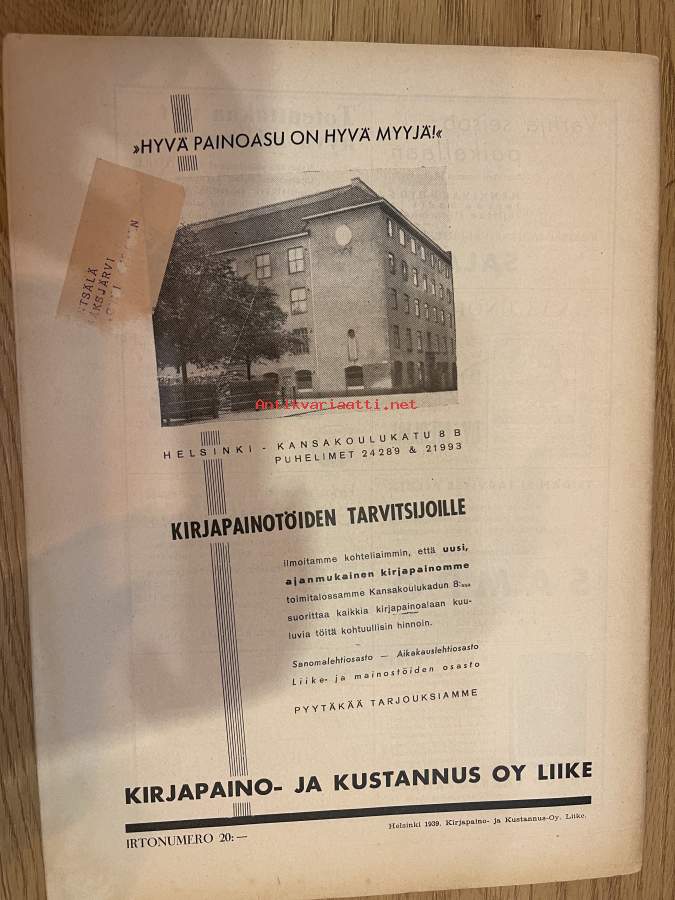 »HYVÄ PAINOASU ON HYVÄ MYYJÄ!«
TSÄLÄ
KSJÄRVI
Antikvariaatti.net
HELSINKI - KANSAKOULUKATU 8 B
PUHELIMET 24289 & 21993
KIRJAPAINOTÖIDEN TARVITSIJOILLE
ilmoitamme kohteliaimmin, että uusi,
ajanmukainen kirjapainomme
toimitalossamme Kansakoulukadun 8:ssa
suorittaa kaikkia kirjapainoalaan kuu-
luvia töitä kohtuullisin hinnoin.
Sanomalehtiosasto — Aikakauslehtiosasto
Liike- ja mainostöiden osasto
PYYTÄKÄÄ TARJOUKSIAMME
KIRJAPAINO- JA KUSTANNUS OY LIIKE
IRTONUMERO 20:—
Helsinki 1939. Kirjapaino- ja Kustannus-Oy. Liike.